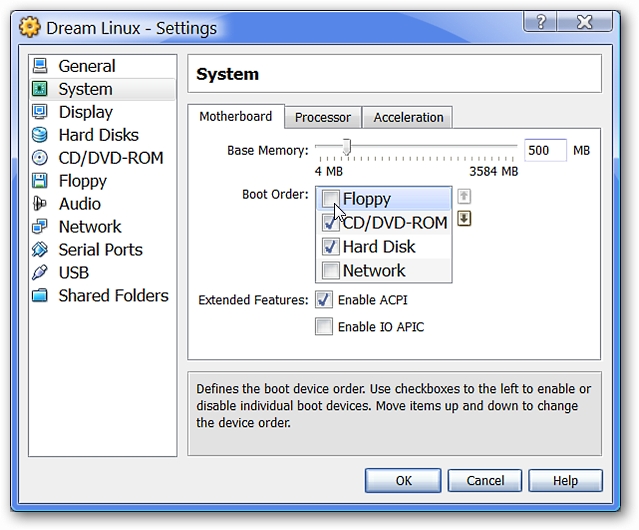 Dream Linux - Settings
General
System
Display
Hard Disks
CD/DVD-ROM
Floppy
Audio
Network
Serial Ports
USB
Shared Folders
System
Motherboard Processor Acceleration
Base Memory: 500 MB
4 MB 3584 MB
Boot Order: Floppy
CD/DVD-ROM
Hard Disk
Network
Extended Features: Enable ACPI
Enable IO APIC
Defines the boot device order. Use checkboxes to the left to enable or
disable individual boot devices. Move items up and down to change
the device order.
OK Cancel Help